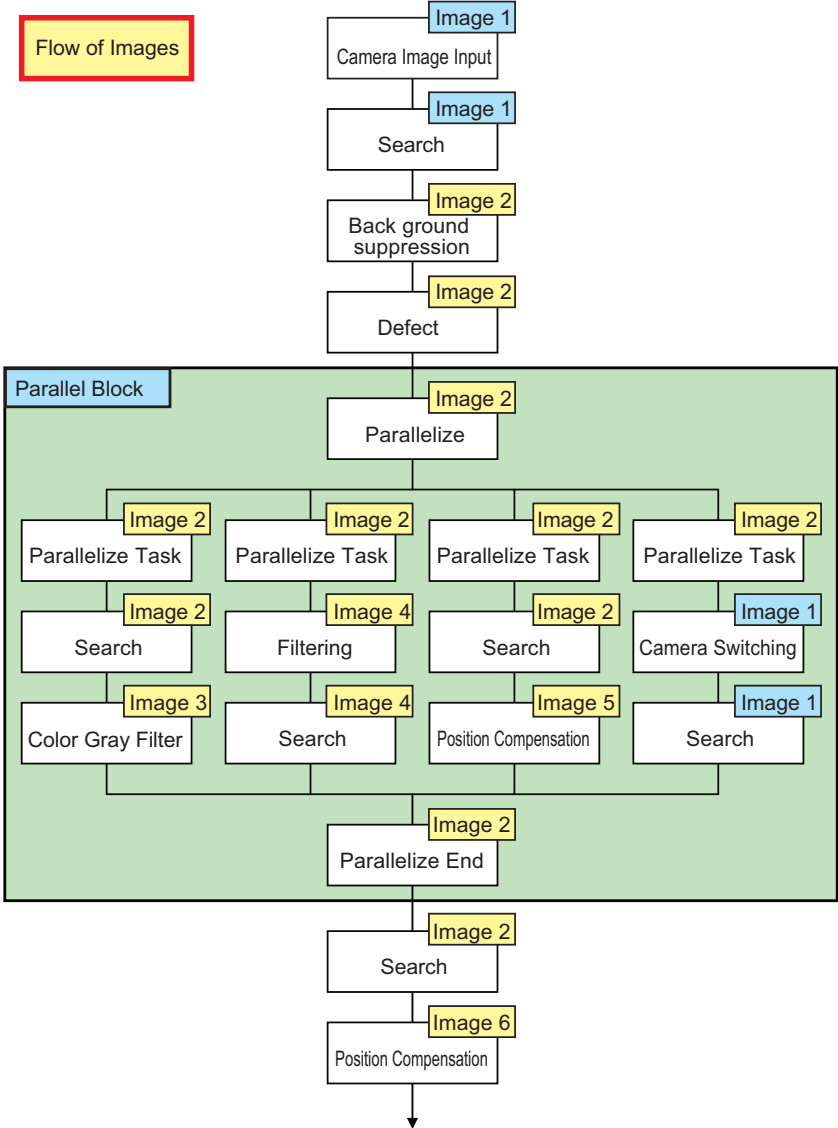 Flow of Images
Image 1
Camera Image Input
Image 1
Search
Image 2
Back ground
suppression
Image 2
Defect
Parallel Block
Image 2
Parallelize
Image 2
Parallelize Task
Image 2
Parallelize Task
Image 2
Parallelize Task
Image 2
Parallelize Task
Image 2
Search
Image 4
Filtering
Image 2
Search
Image 1
Camera Switching
Image 3
Color Gray Filter
Image 4
Search
Image 5
Position Compensation
Image 1
Search
Image 2
Parallelize End
Image 2
Search
Image 6
Position Compensation